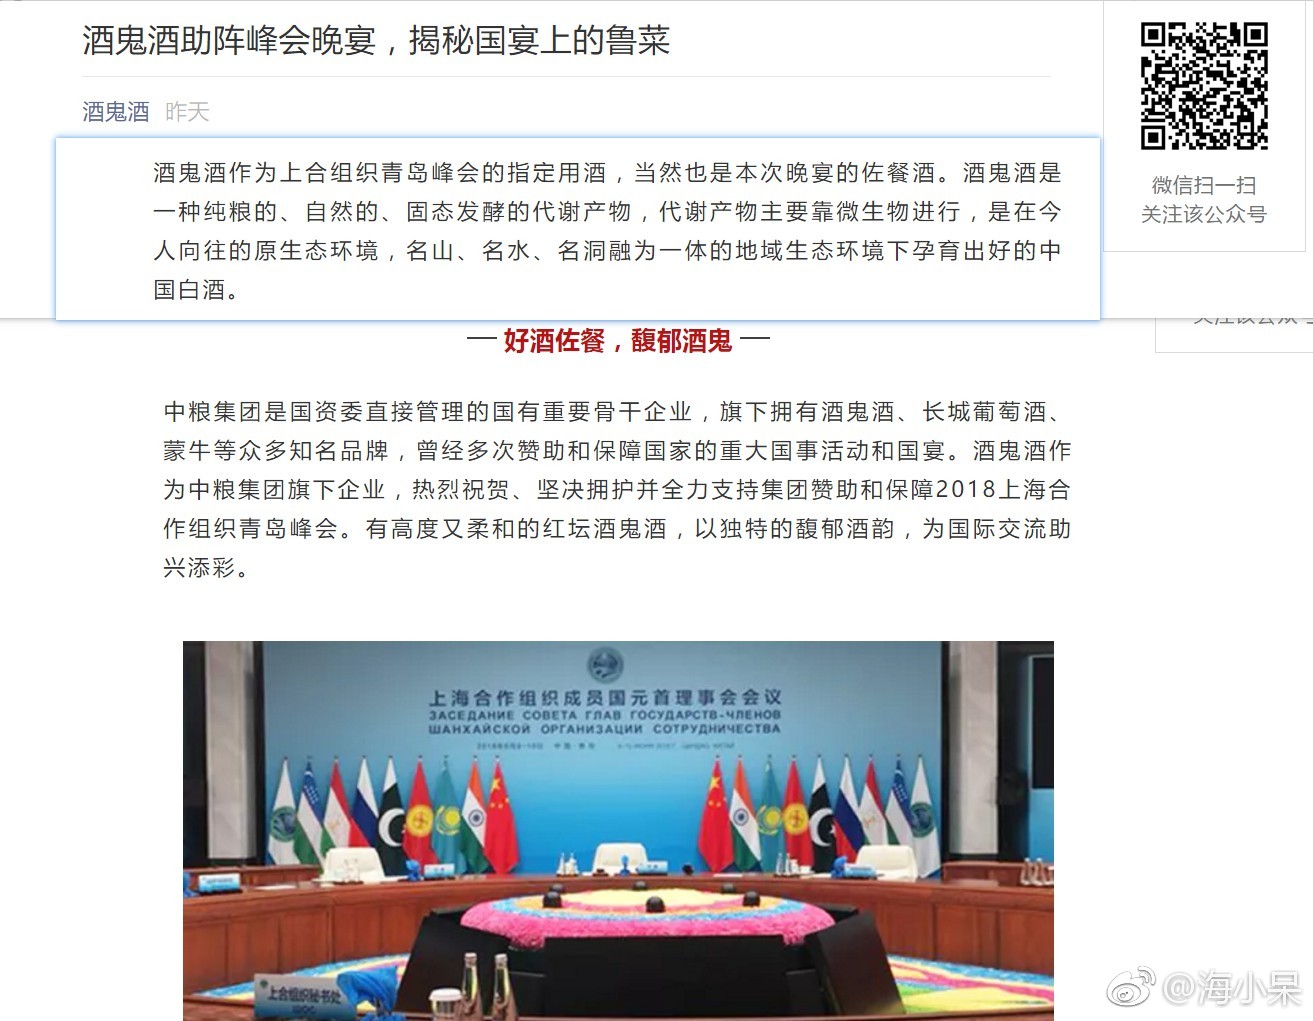 酒鬼酒助阵峰会晚宴，揭秘国宴上的鲁菜
酒鬼酒 昨天
微信扫一扫
关注该公众号
酒鬼酒作为上合组织青岛峰会的指定用酒，当然也是本次晚宴的佐餐酒。酒鬼酒是
一种纯粮的、自然的、固态发酵的代谢产物，代谢产物主要靠微生物进行，是在今
人向往的原生态环境，名山、名水、名洞融为一体的地域生态环境下孕育出好的中
国白酒。
— 好酒佐餐，馥郁酒鬼 —
中粮集团是国资委直接管理的国有重要骨干企业，旗下拥有酒鬼酒、长城葡萄酒、
蒙牛等众多知名品牌，曾经多次赞助和保障国家的重大国事活动和国宴。酒鬼酒作
为中粮集团旗下企业，热烈祝贺、坚决拥护并全力支持集团赞助和保障2018上海合
作组织青岛峰会。有高度又柔和的红坛酒鬼酒，以独特的馥郁酒韵，为国际交流助
兴添彩。
上海合作组织成员国元首理事会会议
ЗАСЕДАНИЕ СОВЕТА ГЛАВ ГОСУДАРСТВ-ЧЛЕНОВ
ШАНХАЙСКОЙ ОРГАНИЗАЦИИ СОТРУДНИЧЕСТВА
上合组织秘书处
@海小呆